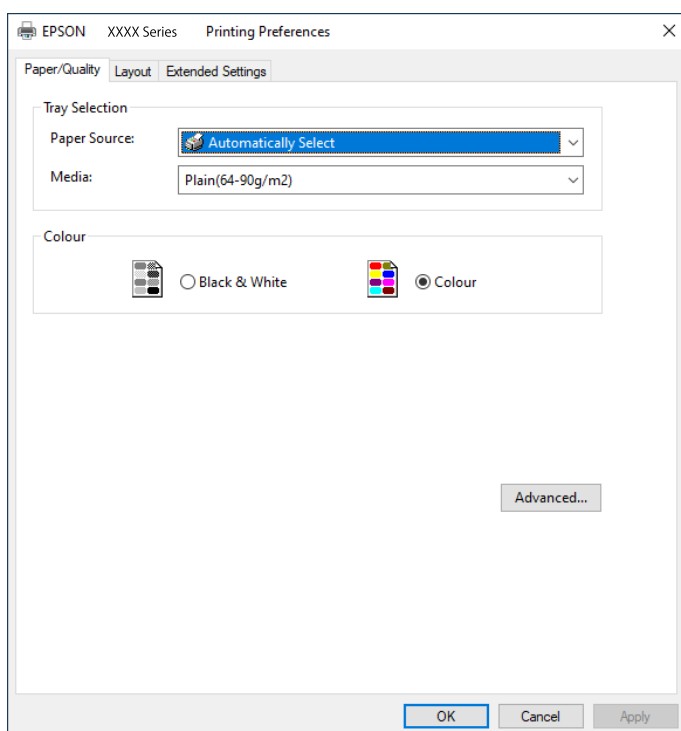 EPSON XXXX Series Printing Preferences
Paper/Quality Layout Extended Settings
Tray Selection
Paper Source: Automatically Select
Media: Plain(64-90g/m2)
Colour
Black & White Colour
Advanced...
OK Cancel Apply